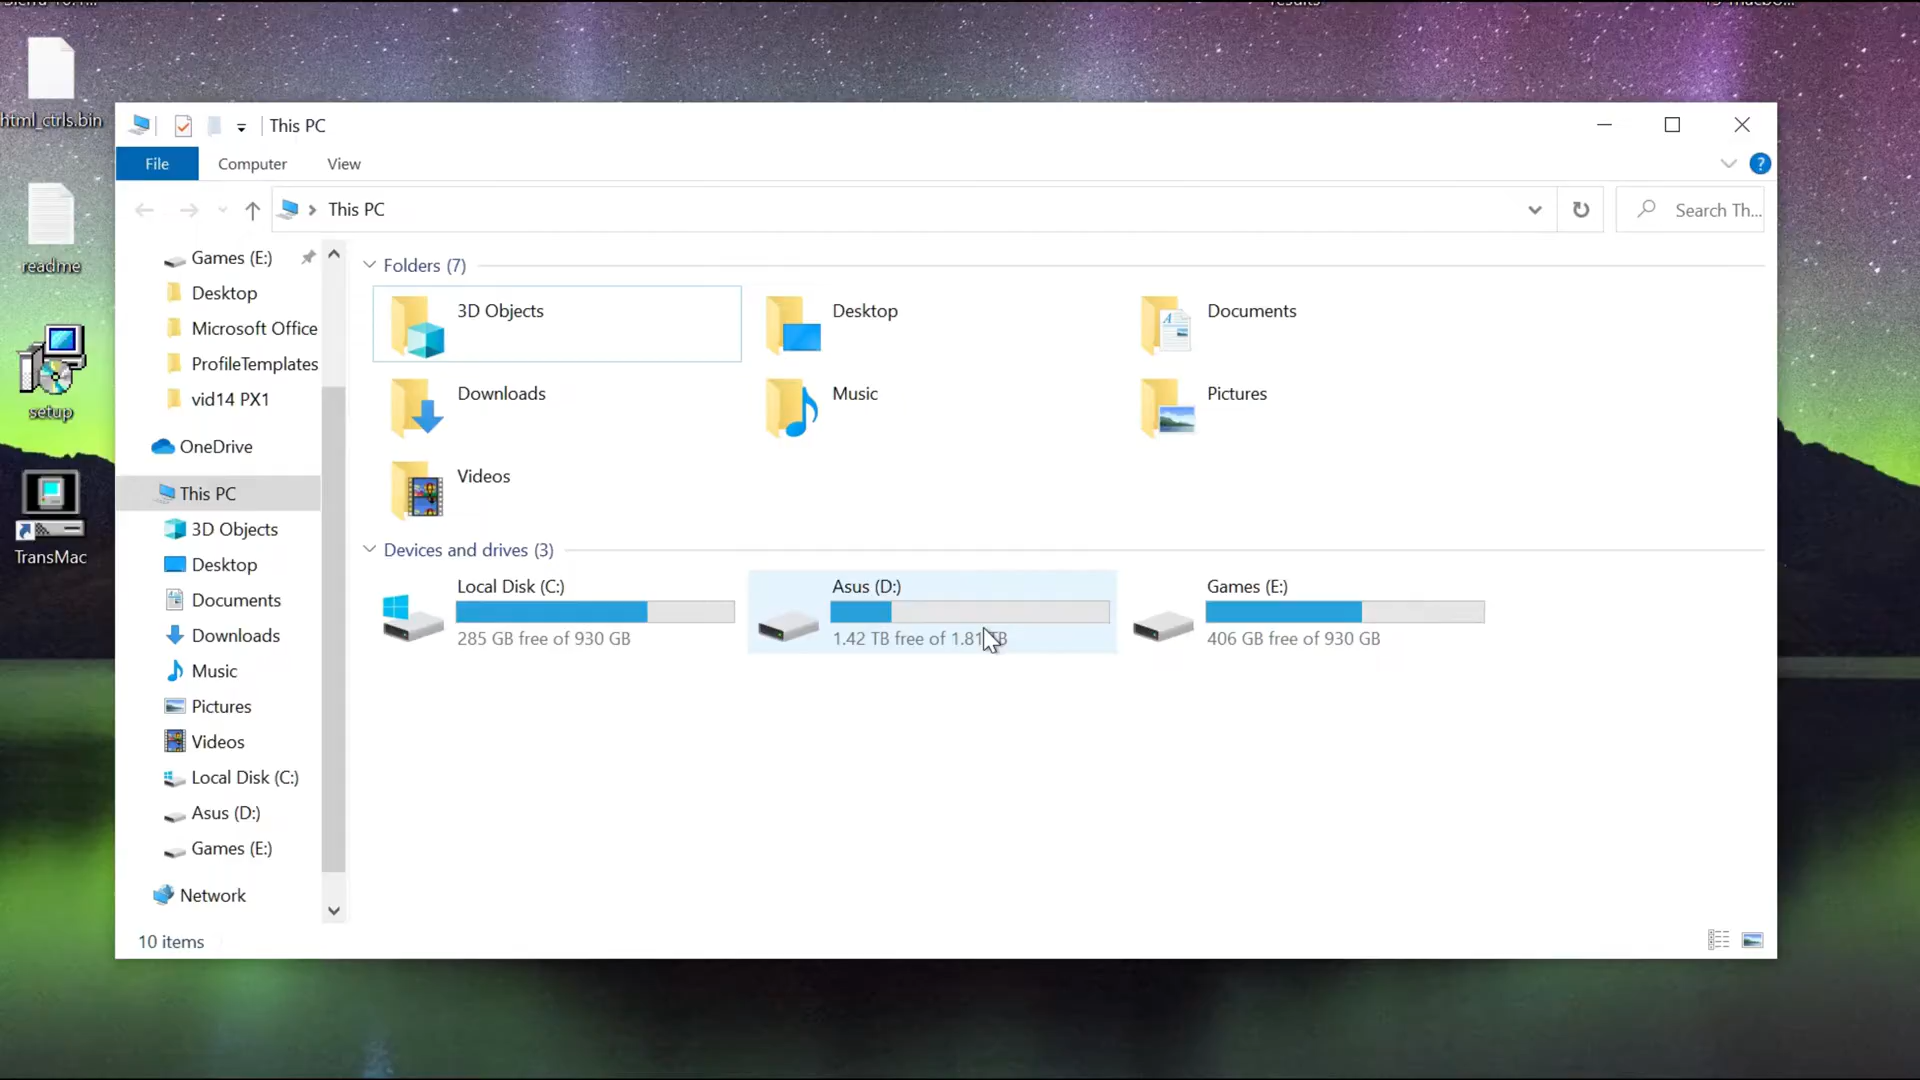 html_ctrls.bin
readme
setup
TransMac
This PC
File
Computer
View
This PC
Search Th...
Games (E:)
Desktop
Microsoft Office
ProfileTemplates
vid14 PX1
OneDrive
This PC
3D Objects
Desktop
Documents
Downloads
Music
Pictures
Videos
Local Disk (C:)
Asus (D:)
Games (E:)
Network
Folders (7)
3D Objects
Desktop
Documents
Downloads
Music
Pictures
Videos
Devices and drives (3)
Local Disk (C:)
285 GB free of 930 GB
Asus (D:)
1.42 TB free of 1.81 TB
Games (E:)
406 GB free of 930 GB
10 items